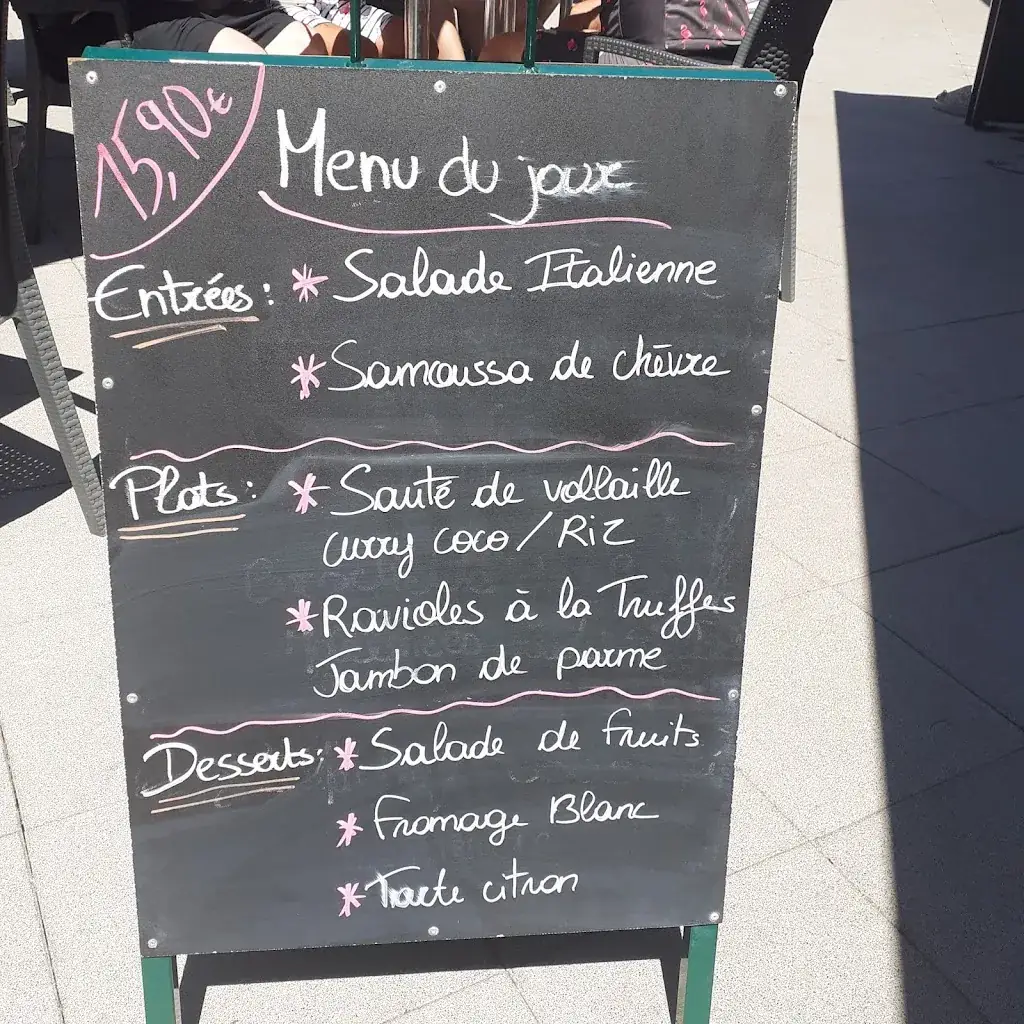 15,90€
Menu du jour
Entrées : * Salade Italienne
* Samoussa de chèvre
Plats : * Sauté de vollaille
curry coco / Riz
* Ravioles à la Truffes
Jambon de parme
Desserts : * Salade de fruits
* Fromage Blanc
* Tarte citron